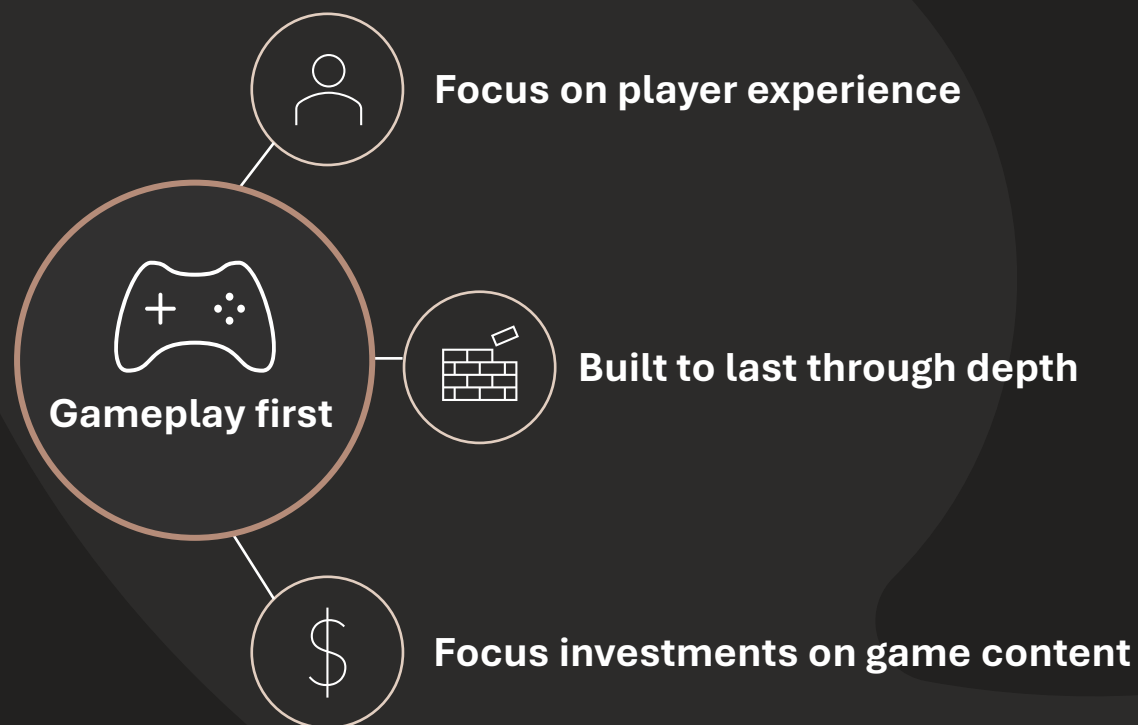 Focus on player experience
Built to last through depth
Gameplay first
Focus investments on game content